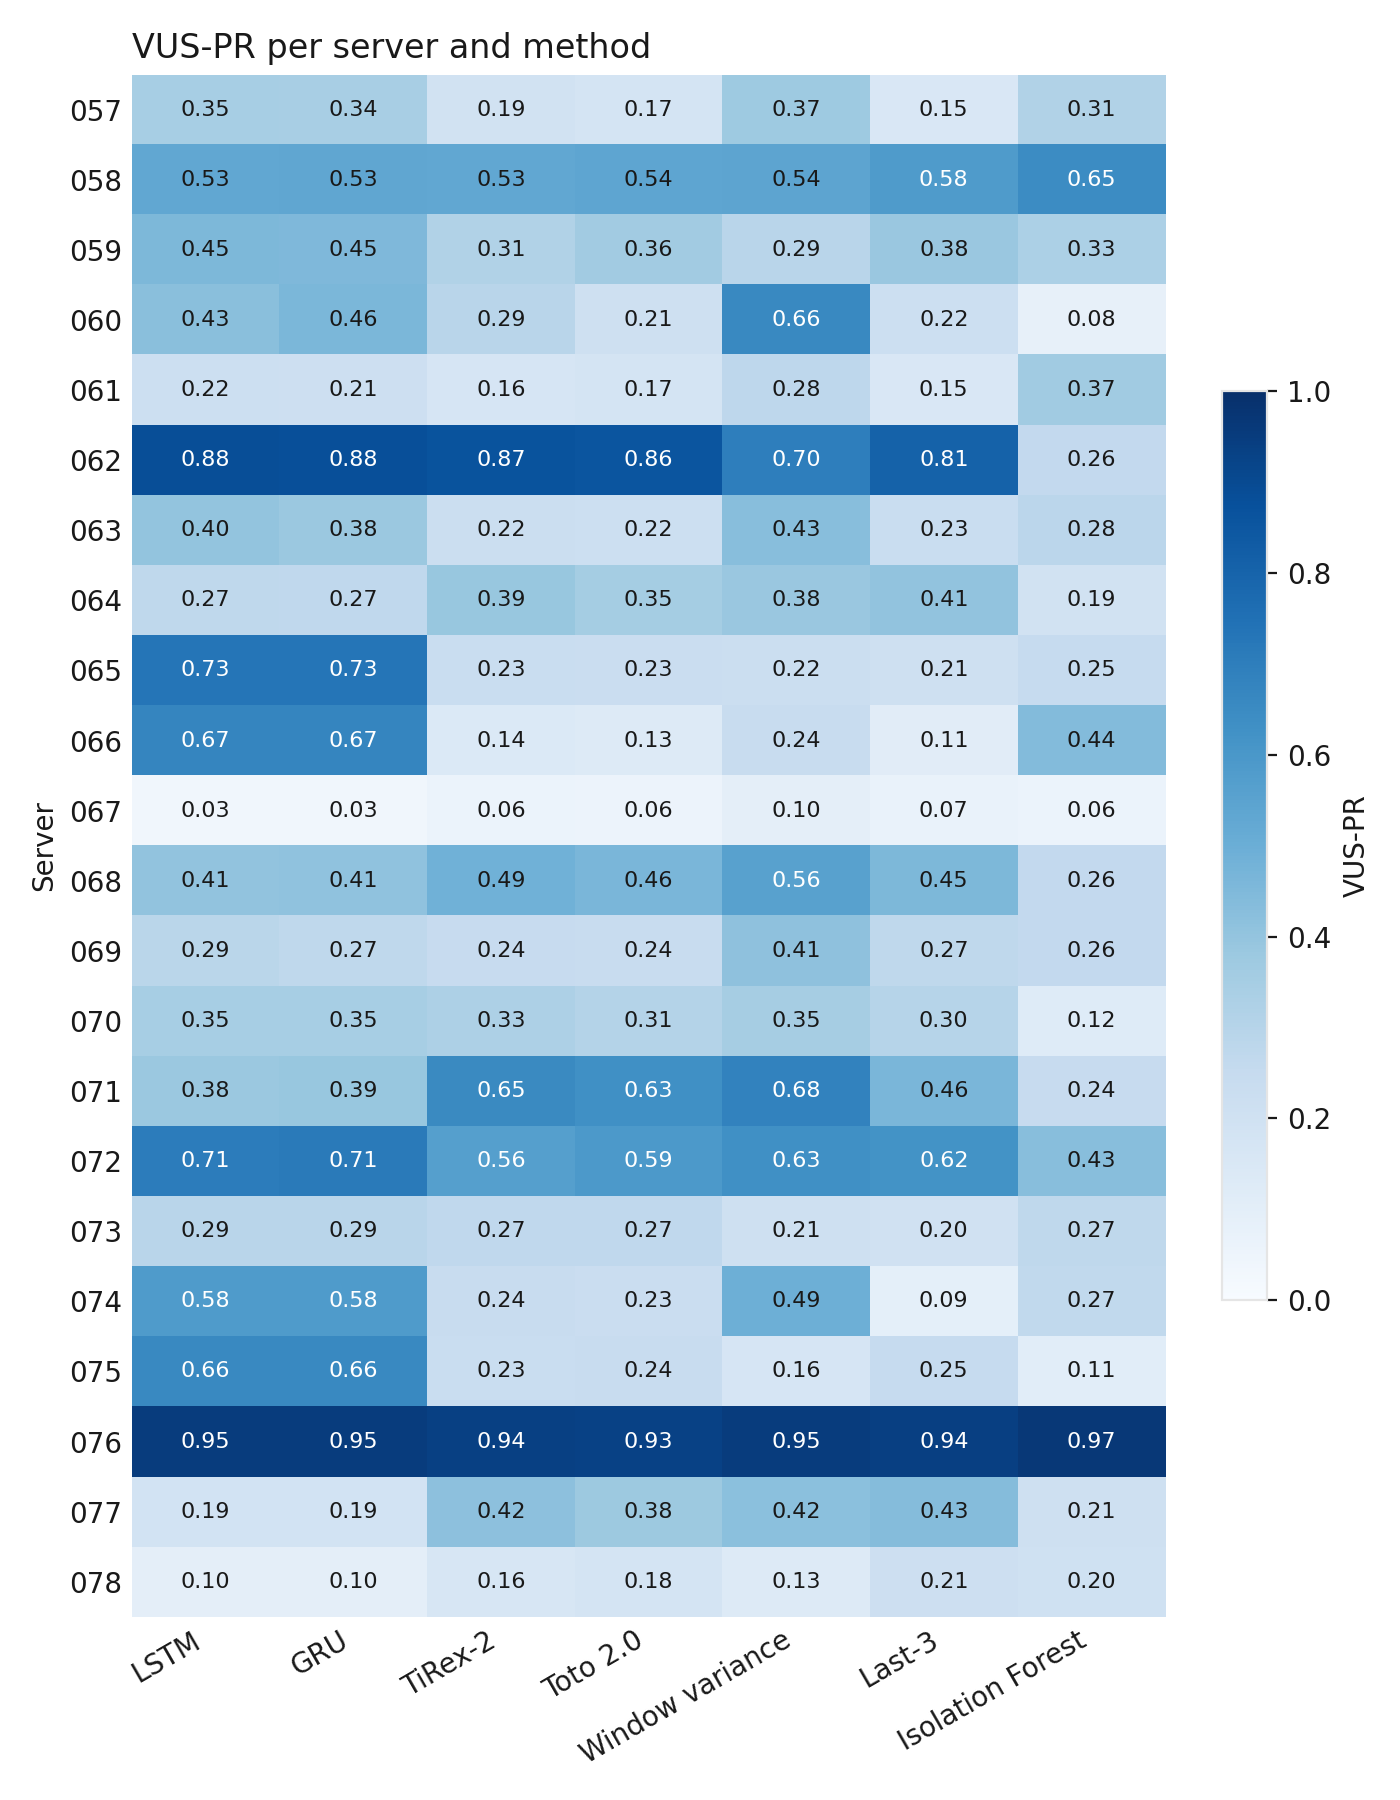 VUS-PR per server and method
057 0.35 0.34 0.19 0.17 0.37 0.15 0.31
058 0.53 0.53 0.53 0.54 0.54 0.58 0.65
059 0.45 0.45 0.31 0.36 0.29 0.38 0.33
060 0.43 0.46 0.29 0.21 0.66 0.22 0.08
061 0.22 0.21 0.16 0.17 0.28 0.15 0.37
062 0.88 0.88 0.87 0.86 0.70 0.81 0.26
063 0.40 0.38 0.22 0.22 0.43 0.23 0.28
064 0.27 0.27 0.39 0.35 0.38 0.41 0.19
065 0.73 0.73 0.23 0.23 0.22 0.21 0.25
066 0.67 0.67 0.14 0.13 0.24 0.11 0.44
067 0.03 0.03 0.06 0.06 0.10 0.07 0.06
068 0.41 0.41 0.49 0.46 0.56 0.45 0.26
069 0.29 0.27 0.24 0.24 0.41 0.27 0.26
070 0.35 0.35 0.33 0.31 0.35 0.30 0.12
071 0.38 0.39 0.65 0.63 0.68 0.46 0.24
072 0.71 0.71 0.56 0.59 0.63 0.62 0.43
073 0.29 0.29 0.27 0.27 0.21 0.20 0.27
074 0.58 0.58 0.24 0.23 0.49 0.09 0.27
075 0.66 0.66 0.23 0.24 0.16 0.25 0.11
076 0.95 0.95 0.94 0.93 0.95 0.94 0.97
077 0.19 0.19 0.42 0.38 0.42 0.43 0.21
078 0.10 0.10 0.16 0.18 0.13 0.21 0.20
Server
LSTM
GRU
TiRex-2
Toto 2.0
Window variance
Last-3
Isolation Forest
1.0
0.8
0.6
0.4
0.2
0.0
VUS-PR